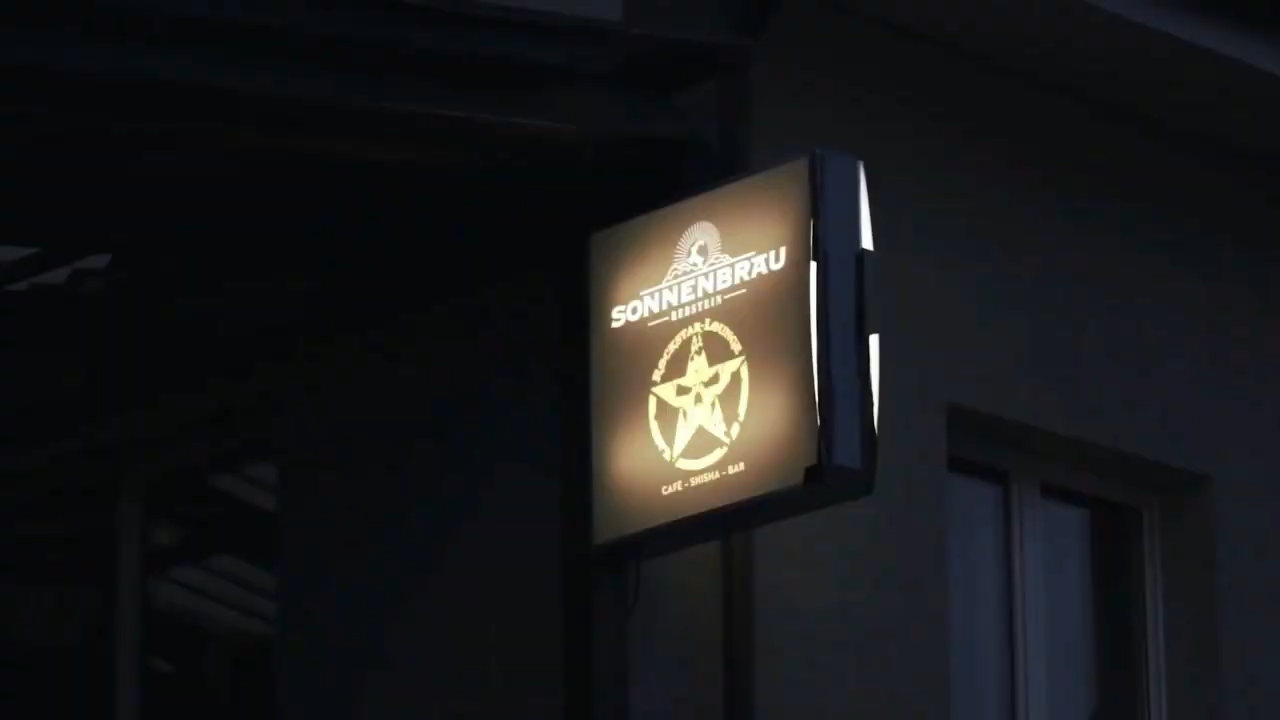 SONNENBRÄU
REBSTEIN
ROCKSTAR-LOUNGE
CAFE - SHISHA - BAR